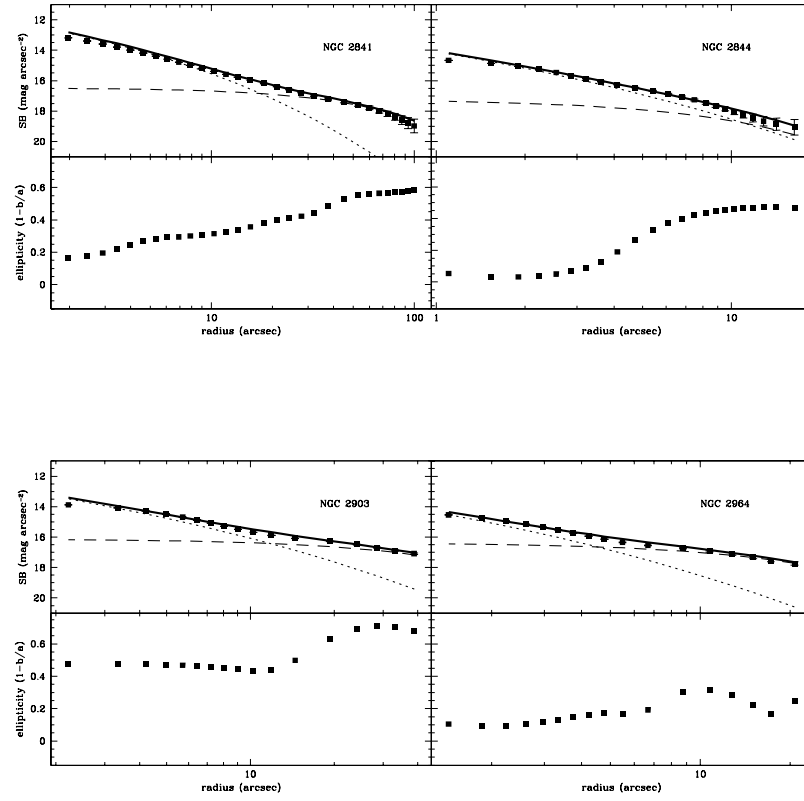 12
14
16
18
20
SB (mag arcsec⁻²)
NGC 2841
NGC 2844
0.6
0.4
0.2
0
ellipticity (1-b/a)
10
100
radius (arcsec)
1
10
radius (arcsec)
12
14
16
18
20
SB (mag arcsec⁻²)
NGC 2903
NGC 2964
0.6
0.4
0.2
0
ellipticity (1-b/a)
10
radius (arcsec)
10
radius (arcsec)